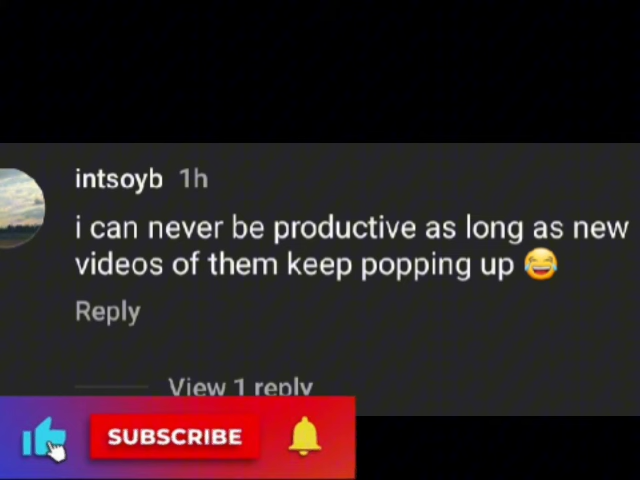 intsoyb 1h
i can never be productive as long as new
videos of them keep popping up 😂
Reply
View 1 reply
SUBSCRIBE